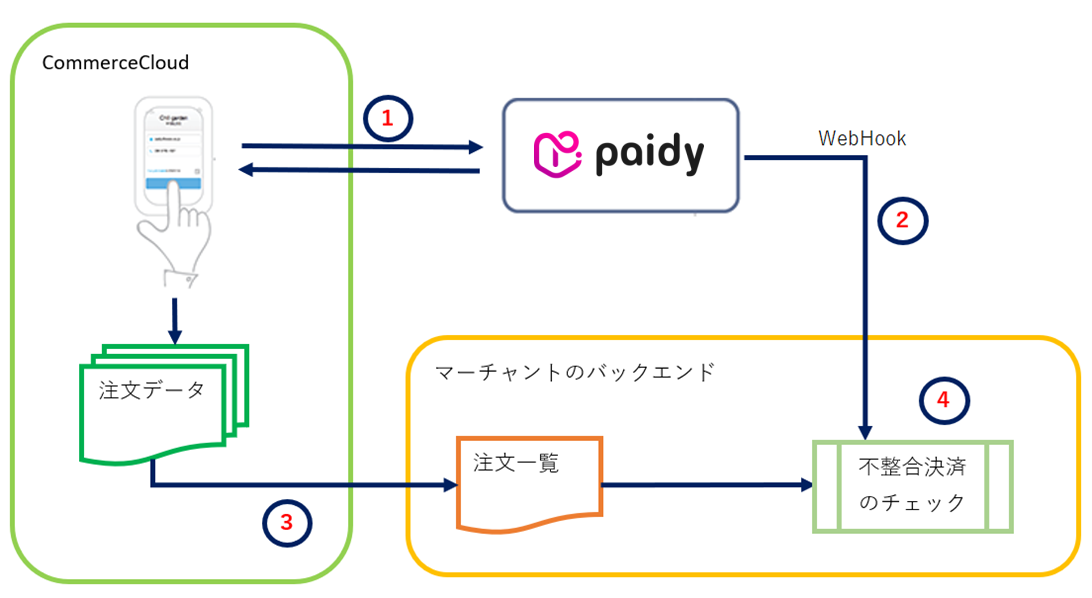 CommerceCloud
1
paidy
WebHook
2
マーチャントのバックエンド
4
注文データ
注文一覧
不整合決済
のチェック
3